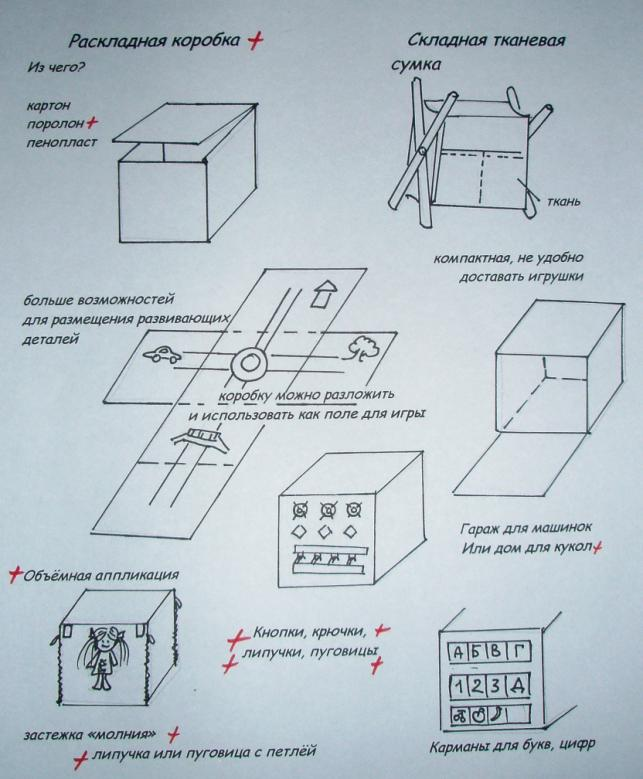 Раскладная коробка
Из чего?
картон
поролон
пенопласт
Складная тканевая
сумка
ткань
компактная, не удобно
доставать игрушки
больше возможностей
для размещения развивающих
деталей
коробку можно разложить
и использовать как поле для игры
Гараж для машинок
Или дом для кукол
Объёмная аппликация
Кнопки, крючки,
липучки, пуговицы
застежка «молния»
липучка или пуговица с петлёй
А Б В Г
1 2 3 Д
Карманы для букв, цифр